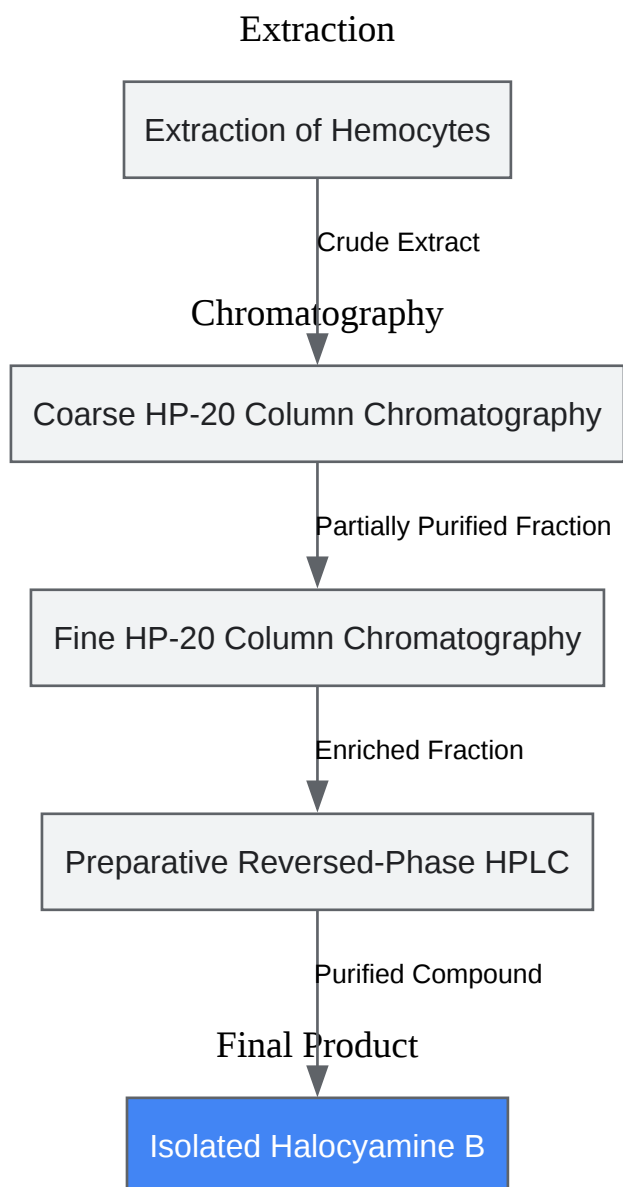 Extraction
Extraction of Hemocytes
Crude Extract
Chromatography
Coarse HP-20 Column Chromatography
Partially Purified Fraction
Fine HP-20 Column Chromatography
Enriched Fraction
Preparative Reversed-Phase HPLC
Purified Compound
Final Product
Isolated Halocyamine B